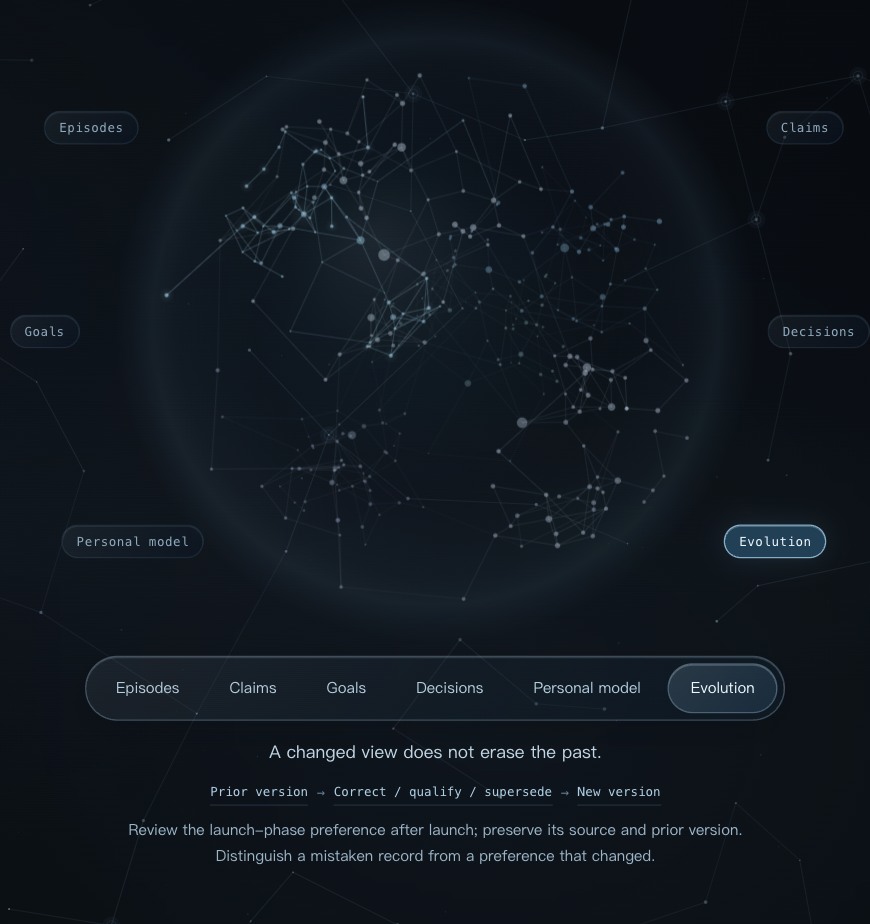 Episodes
Claims
Goals
Decisions
Personal model
Evolution
Episodes Claims Goals Decisions Personal model Evolution
A changed view does not erase the past.
Prior version → Correct / qualify / supersede → New version
Review the launch–phase preference after launch; preserve its source and prior version.
Distinguish a mistaken record from a preference that changed.